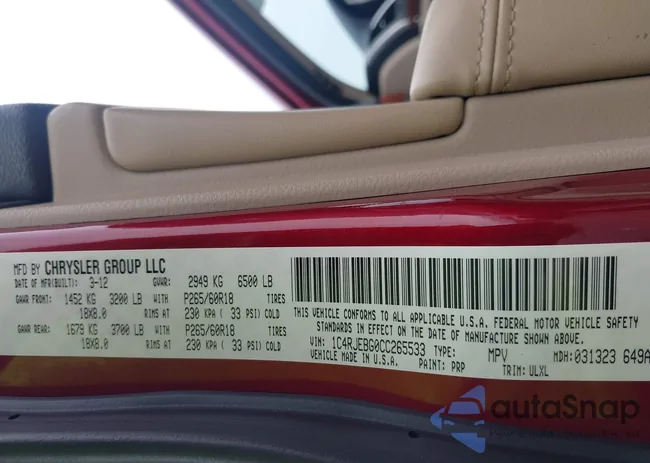 MFD BY CHRYSLER GROUP LLC
DATE OF MFR(BUILT): 3-12 GVWR: 2949 KG 6500 LB
GAWR FRONT: 1452 KG 3200 LB WITH P265/60R18 TIRES
18X8.0 RIMS AT 230 KPA ( 33 PSI) COLD
GAWR REAR: 1679 KG 3700 LB WITH P265/60R18 TIRES
18X8.0 RIMS AT 230 KPA ( 33 PSI) COLD
THIS VEHICLE CONFORMS TO ALL APPLICABLE U.S.A. FEDERAL MOTOR VEHICLE SAFETY
STANDARDS IN EFFECT ON THE DATE OF MANUFACTURE SHOWN ABOVE.
VIN: 1C4RJEBG0CC265533 TYPE: MPV MDH: 031323 649A
MADE IN U.S.A. PAINT: PRP TRIM: ULXL
autoSnap